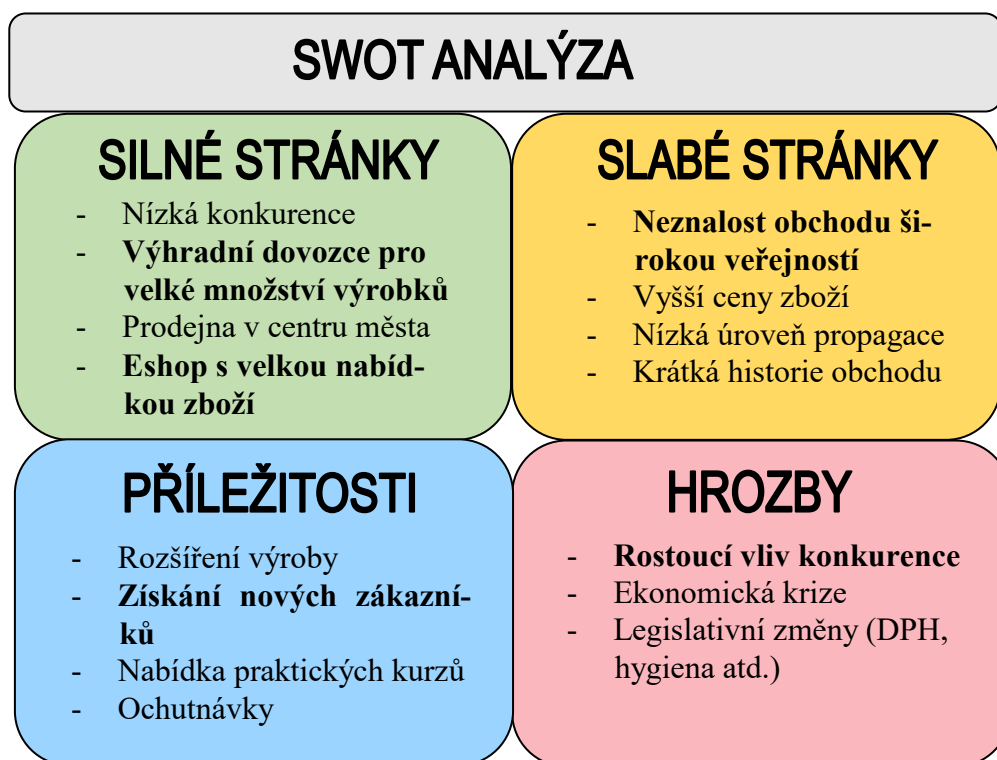 SWOT ANALÝZA
SILNÉ STRÁNKY
- Nízká konkurence
- Výhradní dovozce pro
velké množství výrobků
- Prodejna v centru města
- Eshop s velkou nabíd-
kou zboží
SLABÉ STRÁNKY
- Neznalost obchodu ši-
rokou veřejností
- Vyšší ceny zboží
- Nízká úroveň propagace
- Krátká historie obchodu
PŘÍLEŽITOSTI
- Rozšíření výroby
- Získání nových zákazní-
ků
- Nabídka praktických kurzů
- Ochutnávky
HROZBY
- Rostoucí vliv konkurence
- Ekonomická krize
- Legislativní změny (DPH,
hygiena atd.)